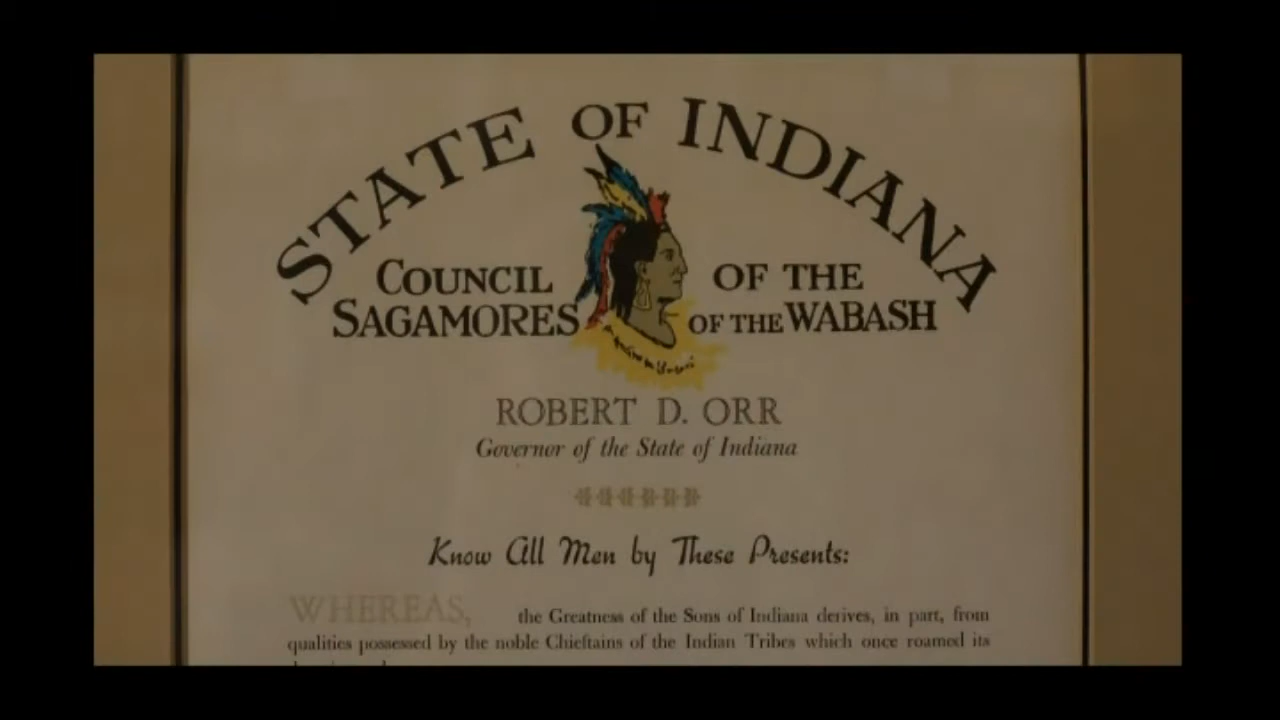 STATE OF INDIANA
COUNCIL OF THE
SAGAMORES OF THE WABASH
ROBERT D. ORR
Governor of the State of Indiana
Know All Men by These Presents:
WHEREAS, the Greatness of the Sons of Indiana derives, in part, from
qualities possessed by the noble Chieftains of the Indian Tribes which once roamed its